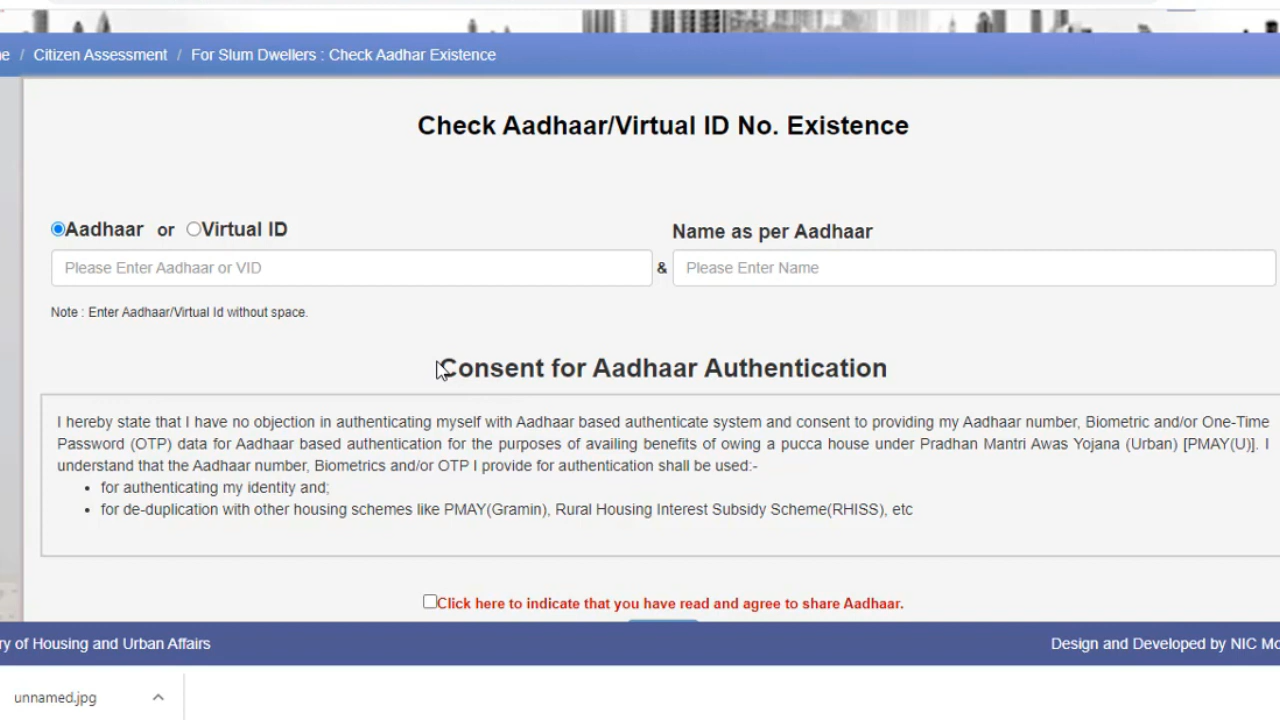 / Citizen Assessment / For Slum Dwellers : Check Aadhar Existence
Check Aadhaar/Virtual ID No. Existence
Aadhaar or Virtual ID
Name as per Aadhaar
Please Enter Aadhaar or VID & Please Enter Name
Note : Enter Aadhaar/Virtual Id without space.
Consent for Aadhaar Authentication
I hereby state that I have no objection in authenticating myself with Aadhaar based authenticate system and consent to providing my Aadhaar number, Biometric and/or One-Time
Password (OTP) data for Aadhaar based authentication for the purposes of availing benefits of owing a pucca house under Pradhan Mantri Awas Yojana (Urban) [PMAY(U)]. I
understand that the Aadhaar number, Biometrics and/or OTP I provide for authentication shall be used:-
• for authenticating my identity and;
• for de-duplication with other housing schemes like PMAY(Gramin), Rural Housing Interest Subsidy Scheme(RHISS), etc
Click here to indicate that you have read and agree to share Aadhaar.
ry of Housing and Urban Affairs
Design and Developed by NIC Mo
unnamed.jpg